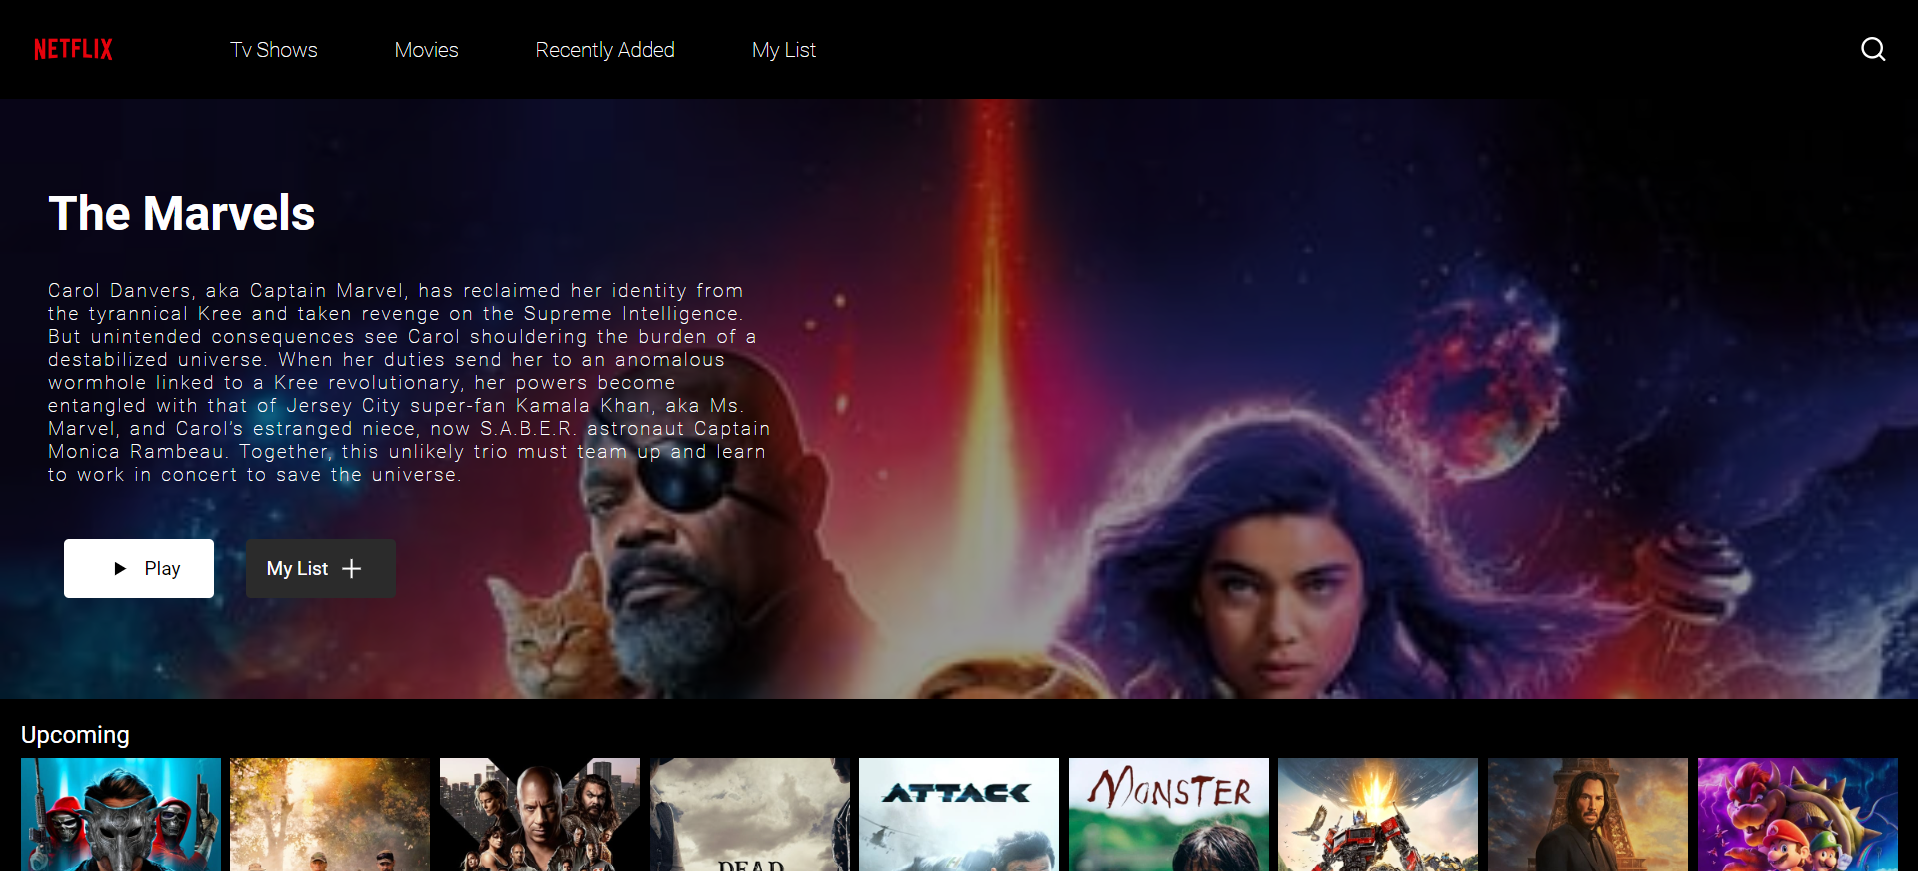 NETFLIX
Tv Shows
Movies
Recently Added
My List
The Marvels
Carol Danvers, aka Captain Marvel, has reclaimed her identity from
the tyrannical Kree and taken revenge on the Supreme Intelligence.
But unintended consequences see Carol shouldering the burden of a
destabilized universe. When her duties send her to an anomalous
wormhole linked to a Kree revolutionary, her powers become
entangled with that of Jersey City super-fan Kamala Khan, aka Ms.
Marvel, and Carol’s estranged niece, now S.A.B.E.R. astronaut Captain
Monica Rambeau. Together, this unlikely trio must team up and learn
to work in concert to save the universe.
Play
My List
Upcoming
ATTACK
MONSTER
DEAD